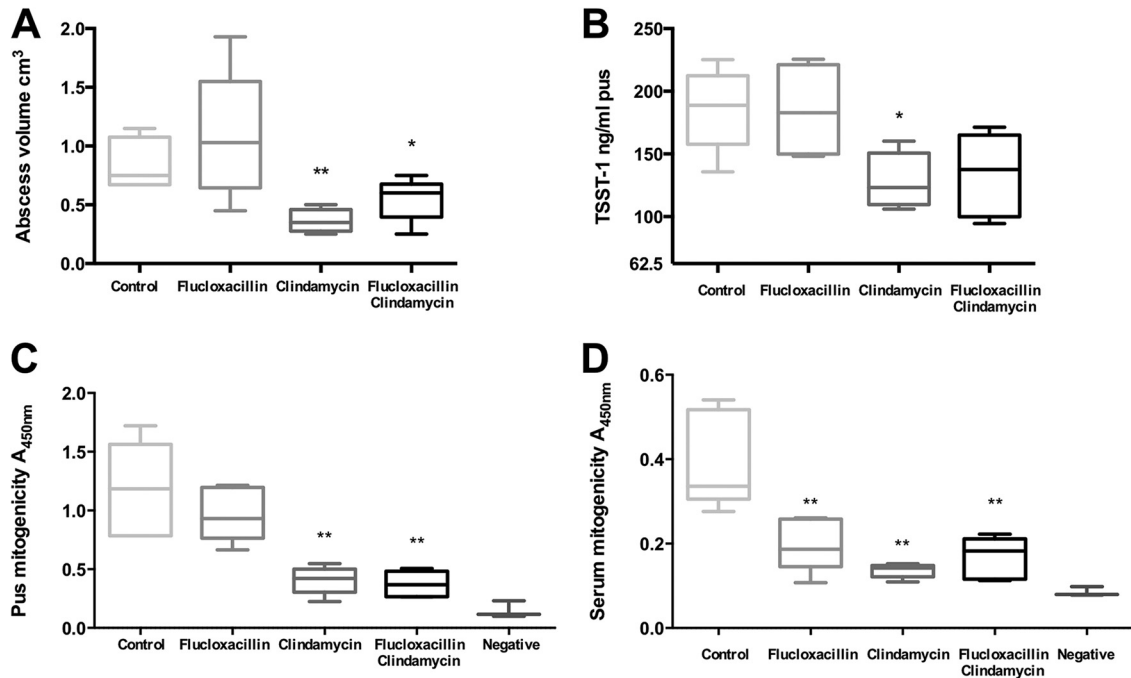 A
Abscess volume cm³
2.0
1.5
1.0
0.5
0.0
**
*
Control
Flucloxacillin
Clindamycin
Flucloxacillin
Clindamycin
B
TSST-1 ng/ml pus
250
200
150
100
62.5
*
Control
Flucloxacillin
Clindamycin
Flucloxacillin
Clindamycin
C
Pus mitogenicity A450nm
2.0
1.5
1.0
0.5
0.0
**
**
Control
Flucloxacillin
Clindamycin
Flucloxacillin
Clindamycin
Negative
D
Serum mitogenicity A450nm
0.6
0.4
0.2
0.0
**
**
**
Control
Flucloxacillin
Clindamycin
Flucloxacillin
Clindamycin
Negative